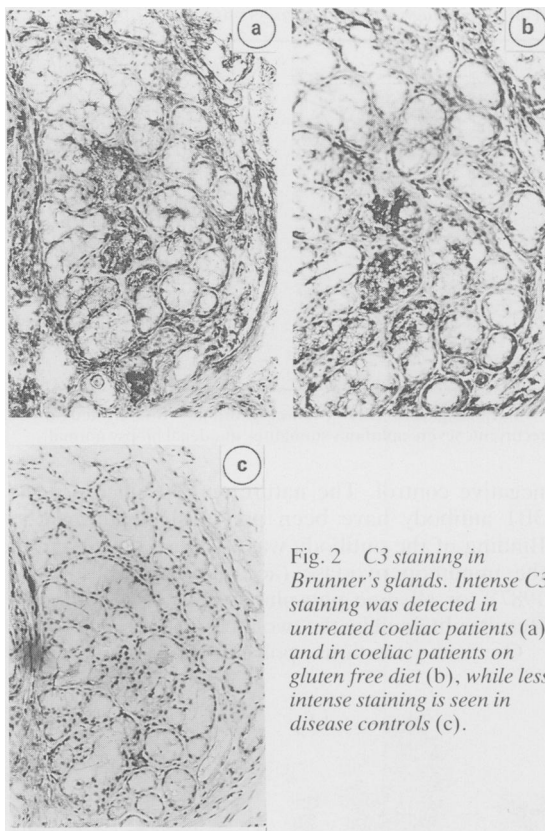 a
b
c
Fig. 2 C3 staining in
Brunner's glands. Intense C3
staining was detected in
untreated coeliac patients (a)
and in coeliac patients on
gluten free diet (b), while less
intense staining is seen in
disease controls (c).